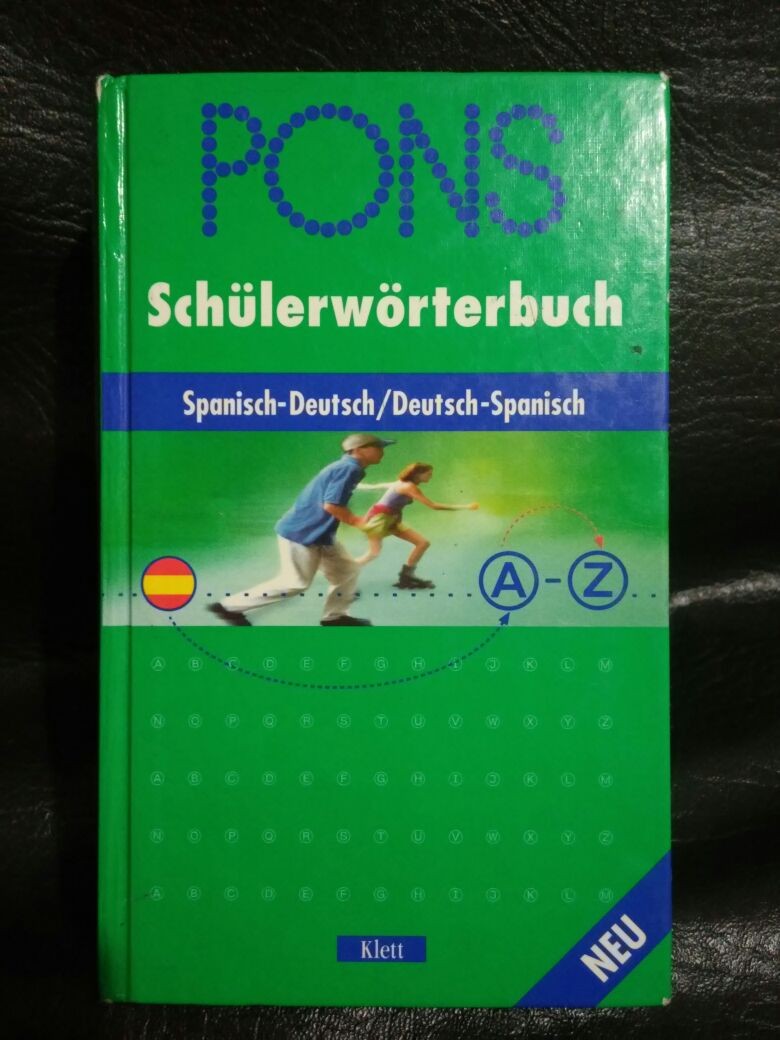 PONS
Schülerwörterbuch
Spanisch-Deutsch/Deutsch-Spanisch
A-Z
A B C D E F G H I J K L M
N O P Q R S T U V W X Y Z
A B C D E F G H I J K L M
N O P Q R S T U V W X Y Z
A B C D E F G H I J K L M
Klett
NEU